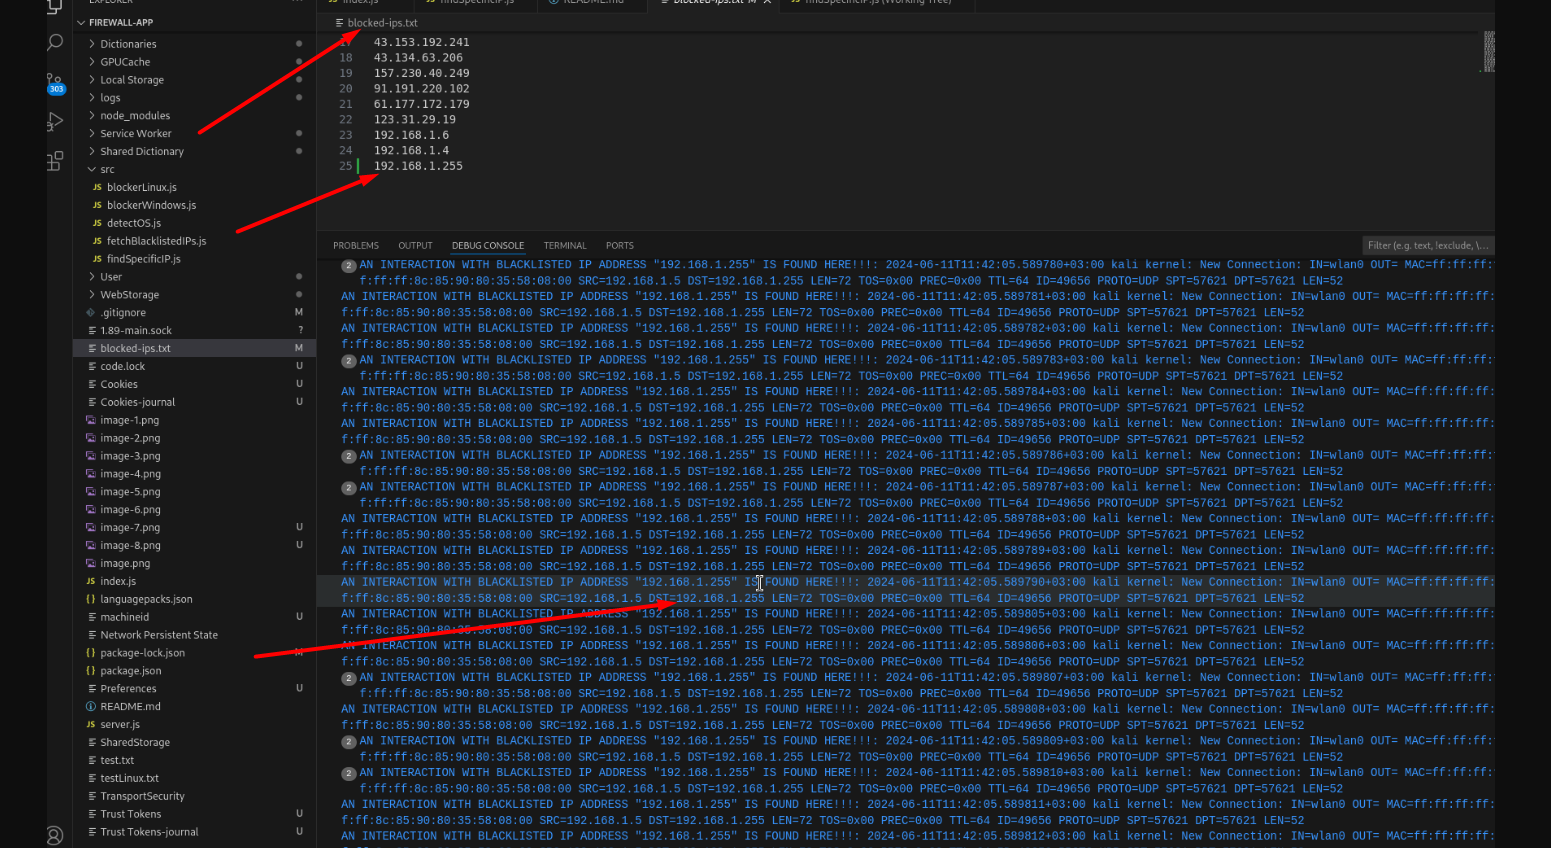 EXPLORER
FIREWALL-APP
Dictionaries
GPUCache
Local Storage
logs
node_modules
Service Worker
Shared Dictionary
src
JS blockerLinux.js
JS blockerWindows.js
JS detectOS.js
JS fetchBlacklistedIPs.js
JS findSpecificIP.js
User
WebStorage
.gitignore M
1.89-main.sock ?
blocked-ips.txt M
code.lock U
Cookies U
Cookies-journal U
image-1.png
image-2.png
image-3.png
image-4.png
image-5.png
image-6.png
image-7.png U
image-8.png U
image.png
JS index.js
{} languagepacks.json
machineid U
Network Persistent State
{} package-lock.json M
{} package.json
Preferences U
README.md
JS server.js
SharedStorage
test.txt
testLinux.txt
TransportSecurity
Trust Tokens U
Trust Tokens-journal U
303
index.js findSpecificIP.js README.md blocked-ips.txt M findSpecificIP.js (Working Tree)
blocked-ips.txt
17 43.153.192.241
18 43.134.63.206
19 157.230.40.249
20 91.191.220.102
21 61.177.172.179
22 123.31.29.19
23 192.168.1.6
24 192.168.1.4
25 192.168.1.255
PROBLEMS OUTPUT DEBUG CONSOLE TERMINAL PORTS Filter (e.g. text, !exclude, \...
2 AN INTERACTION WITH BLACKLISTED IP ADDRESS "192.168.1.255" IS FOUND HERE!!!: 2024-06-11T11:42:05.589780+03:00 kali kernel: New Connection: IN=wlan0 OUT= MAC=ff:ff:ff:
f:ff:ff:8c:85:90:80:35:58:08:00 SRC=192.168.1.5 DST=192.168.1.255 LEN=72 TOS=0x00 PREC=0x00 TTL=64 ID=49656 PROTO=UDP SPT=57621 DPT=57621 LEN=52
AN INTERACTION WITH BLACKLISTED IP ADDRESS "192.168.1.255" IS FOUND HERE!!!: 2024-06-11T11:42:05.589781+03:00 kali kernel: New Connection: IN=wlan0 OUT= MAC=ff:ff:ff:ff:
f:ff:ff:8c:85:90:80:35:58:08:00 SRC=192.168.1.5 DST=192.168.1.255 LEN=72 TOS=0x00 PREC=0x00 TTL=64 ID=49656 PROTO=UDP SPT=57621 DPT=57621 LEN=52
AN INTERACTION WITH BLACKLISTED IP ADDRESS "192.168.1.255" IS FOUND HERE!!!: 2024-06-11T11:42:05.589782+03:00 kali kernel: New Connection: IN=wlan0 OUT= MAC=ff:ff:ff:ff:
f:ff:ff:8c:85:90:80:35:58:08:00 SRC=192.168.1.5 DST=192.168.1.255 LEN=72 TOS=0x00 PREC=0x00 TTL=64 ID=49656 PROTO=UDP SPT=57621 DPT=57621 LEN=52
2 AN INTERACTION WITH BLACKLISTED IP ADDRESS "192.168.1.255" IS FOUND HERE!!!: 2024-06-11T11:42:05.589783+03:00 kali kernel: New Connection: IN=wlan0 OUT= MAC=ff:ff:ff:
f:ff:ff:8c:85:90:80:35:58:08:00 SRC=192.168.1.5 DST=192.168.1.255 LEN=72 TOS=0x00 PREC=0x00 TTL=64 ID=49656 PROTO=UDP SPT=57621 DPT=57621 LEN=52
AN INTERACTION WITH BLACKLISTED IP ADDRESS "192.168.1.255" IS FOUND HERE!!!: 2024-06-11T11:42:05.589784+03:00 kali kernel: New Connection: IN=wlan0 OUT= MAC=ff:ff:ff:ff:
f:ff:ff:8c:85:90:80:35:58:08:00 SRC=192.168.1.5 DST=192.168.1.255 LEN=72 TOS=0x00 PREC=0x00 TTL=64 ID=49656 PROTO=UDP SPT=57621 DPT=57621 LEN=52
AN INTERACTION WITH BLACKLISTED IP ADDRESS "192.168.1.255" IS FOUND HERE!!!: 2024-06-11T11:42:05.589785+03:00 kali kernel: New Connection: IN=wlan0 OUT= MAC=ff:ff:ff:ff:
f:ff:ff:8c:85:90:80:35:58:08:00 SRC=192.168.1.5 DST=192.168.1.255 LEN=72 TOS=0x00 PREC=0x00 TTL=64 ID=49656 PROTO=UDP SPT=57621 DPT=57621 LEN=52
2 AN INTERACTION WITH BLACKLISTED IP ADDRESS "192.168.1.255" IS FOUND HERE!!!: 2024-06-11T11:42:05.589786+03:00 kali kernel: New Connection: IN=wlan0 OUT= MAC=ff:ff:ff:
f:ff:ff:8c:85:90:80:35:58:08:00 SRC=192.168.1.5 DST=192.168.1.255 LEN=72 TOS=0x00 PREC=0x00 TTL=64 ID=49656 PROTO=UDP SPT=57621 DPT=57621 LEN=52
2 AN INTERACTION WITH BLACKLISTED IP ADDRESS "192.168.1.255" IS FOUND HERE!!!: 2024-06-11T11:42:05.589787+03:00 kali kernel: New Connection: IN=wlan0 OUT= MAC=ff:ff:ff:
f:ff:ff:8c:85:90:80:35:58:08:00 SRC=192.168.1.5 DST=192.168.1.255 LEN=72 TOS=0x00 PREC=0x00 TTL=64 ID=49656 PROTO=UDP SPT=57621 DPT=57621 LEN=52
AN INTERACTION WITH BLACKLISTED IP ADDRESS "192.168.1.255" IS FOUND HERE!!!: 2024-06-11T11:42:05.589788+03:00 kali kernel: New Connection: IN=wlan0 OUT= MAC=ff:ff:ff:ff:
f:ff:ff:8c:85:90:80:35:58:08:00 SRC=192.168.1.5 DST=192.168.1.255 LEN=72 TOS=0x00 PREC=0x00 TTL=64 ID=49656 PROTO=UDP SPT=57621 DPT=57621 LEN=52
AN INTERACTION WITH BLACKLISTED IP ADDRESS "192.168.1.255" IS FOUND HERE!!!: 2024-06-11T11:42:05.589789+03:00 kali kernel: New Connection: IN=wlan0 OUT= MAC=ff:ff:ff:ff:
f:ff:ff:8c:85:90:80:35:58:08:00 SRC=192.168.1.5 DST=192.168.1.255 LEN=72 TOS=0x00 PREC=0x00 TTL=64 ID=49656 PROTO=UDP SPT=57621 DPT=57621 LEN=52
AN INTERACTION WITH BLACKLISTED IP ADDRESS "192.168.1.255" IS FOUND HERE!!!: 2024-06-11T11:42:05.589790+03:00 kali kernel: New Connection: IN=wlan0 OUT= MAC=ff:ff:ff:ff:
f:ff:ff:8c:85:90:80:35:58:08:00 SRC=192.168.1.5 DST=192.168.1.255 LEN=72 TOS=0x00 PREC=0x00 TTL=64 ID=49656 PROTO=UDP SPT=57621 DPT=57621 LEN=52
AN INTERACTION WITH BLACKLISTED IP ADDRESS "192.168.1.255" IS FOUND HERE!!!: 2024-06-11T11:42:05.589805+03:00 kali kernel: New Connection: IN=wlan0 OUT= MAC=ff:ff:ff:ff:
f:ff:ff:8c:85:90:80:35:58:08:00 SRC=192.168.1.5 DST=192.168.1.255 LEN=72 TOS=0x00 PREC=0x00 TTL=64 ID=49656 PROTO=UDP SPT=57621 DPT=57621 LEN=52
AN INTERACTION WITH BLACKLISTED IP ADDRESS "192.168.1.255" IS FOUND HERE!!!: 2024-06-11T11:42:05.589806+03:00 kali kernel: New Connection: IN=wlan0 OUT= MAC=ff:ff:ff:ff:
f:ff:ff:8c:85:90:80:35:58:08:00 SRC=192.168.1.5 DST=192.168.1.255 LEN=72 TOS=0x00 PREC=0x00 TTL=64 ID=49656 PROTO=UDP SPT=57621 DPT=57621 LEN=52
2 AN INTERACTION WITH BLACKLISTED IP ADDRESS "192.168.1.255" IS FOUND HERE!!!: 2024-06-11T11:42:05.589807+03:00 kali kernel: New Connection: IN=wlan0 OUT= MAC=ff:ff:ff:
f:ff:ff:8c:85:90:80:35:58:08:00 SRC=192.168.1.5 DST=192.168.1.255 LEN=72 TOS=0x00 PREC=0x00 TTL=64 ID=49656 PROTO=UDP SPT=57621 DPT=57621 LEN=52
AN INTERACTION WITH BLACKLISTED IP ADDRESS "192.168.1.255" IS FOUND HERE!!!: 2024-06-11T11:42:05.589808+03:00 kali kernel: New Connection: IN=wlan0 OUT= MAC=ff:ff:ff:ff:
f:ff:ff:8c:85:90:80:35:58:08:00 SRC=192.168.1.5 DST=192.168.1.255 LEN=72 TOS=0x00 PREC=0x00 TTL=64 ID=49656 PROTO=UDP SPT=57621 DPT=57621 LEN=52
2 AN INTERACTION WITH BLACKLISTED IP ADDRESS "192.168.1.255" IS FOUND HERE!!!: 2024-06-11T11:42:05.589809+03:00 kali kernel: New Connection: IN=wlan0 OUT= MAC=ff:ff:ff:
f:ff:ff:8c:85:90:80:35:58:08:00 SRC=192.168.1.5 DST=192.168.1.255 LEN=72 TOS=0x00 PREC=0x00 TTL=64 ID=49656 PROTO=UDP SPT=57621 DPT=57621 LEN=52
2 AN INTERACTION WITH BLACKLISTED IP ADDRESS "192.168.1.255" IS FOUND HERE!!!: 2024-06-11T11:42:05.589810+03:00 kali kernel: New Connection: IN=wlan0 OUT= MAC=ff:ff:ff:
f:ff:ff:8c:85:90:80:35:58:08:00 SRC=192.168.1.5 DST=192.168.1.255 LEN=72 TOS=0x00 PREC=0x00 TTL=64 ID=49656 PROTO=UDP SPT=57621 DPT=57621 LEN=52
AN INTERACTION WITH BLACKLISTED IP ADDRESS "192.168.1.255" IS FOUND HERE!!!: 2024-06-11T11:42:05.589811+03:00 kali kernel: New Connection: IN=wlan0 OUT= MAC=ff:ff:ff:ff:
f:ff:ff:8c:85:90:80:35:58:08:00 SRC=192.168.1.5 DST=192.168.1.255 LEN=72 TOS=0x00 PREC=0x00 TTL=64 ID=49656 PROTO=UDP SPT=57621 DPT=57621 LEN=52
AN INTERACTION WITH BLACKLISTED IP ADDRESS "192.168.1.255" IS FOUND HERE!!!: 2024-06-11T11:42:05.589812+03:00 kali kernel: New Connection: IN=wlan0 OUT= MAC=ff:ff:ff:ff: